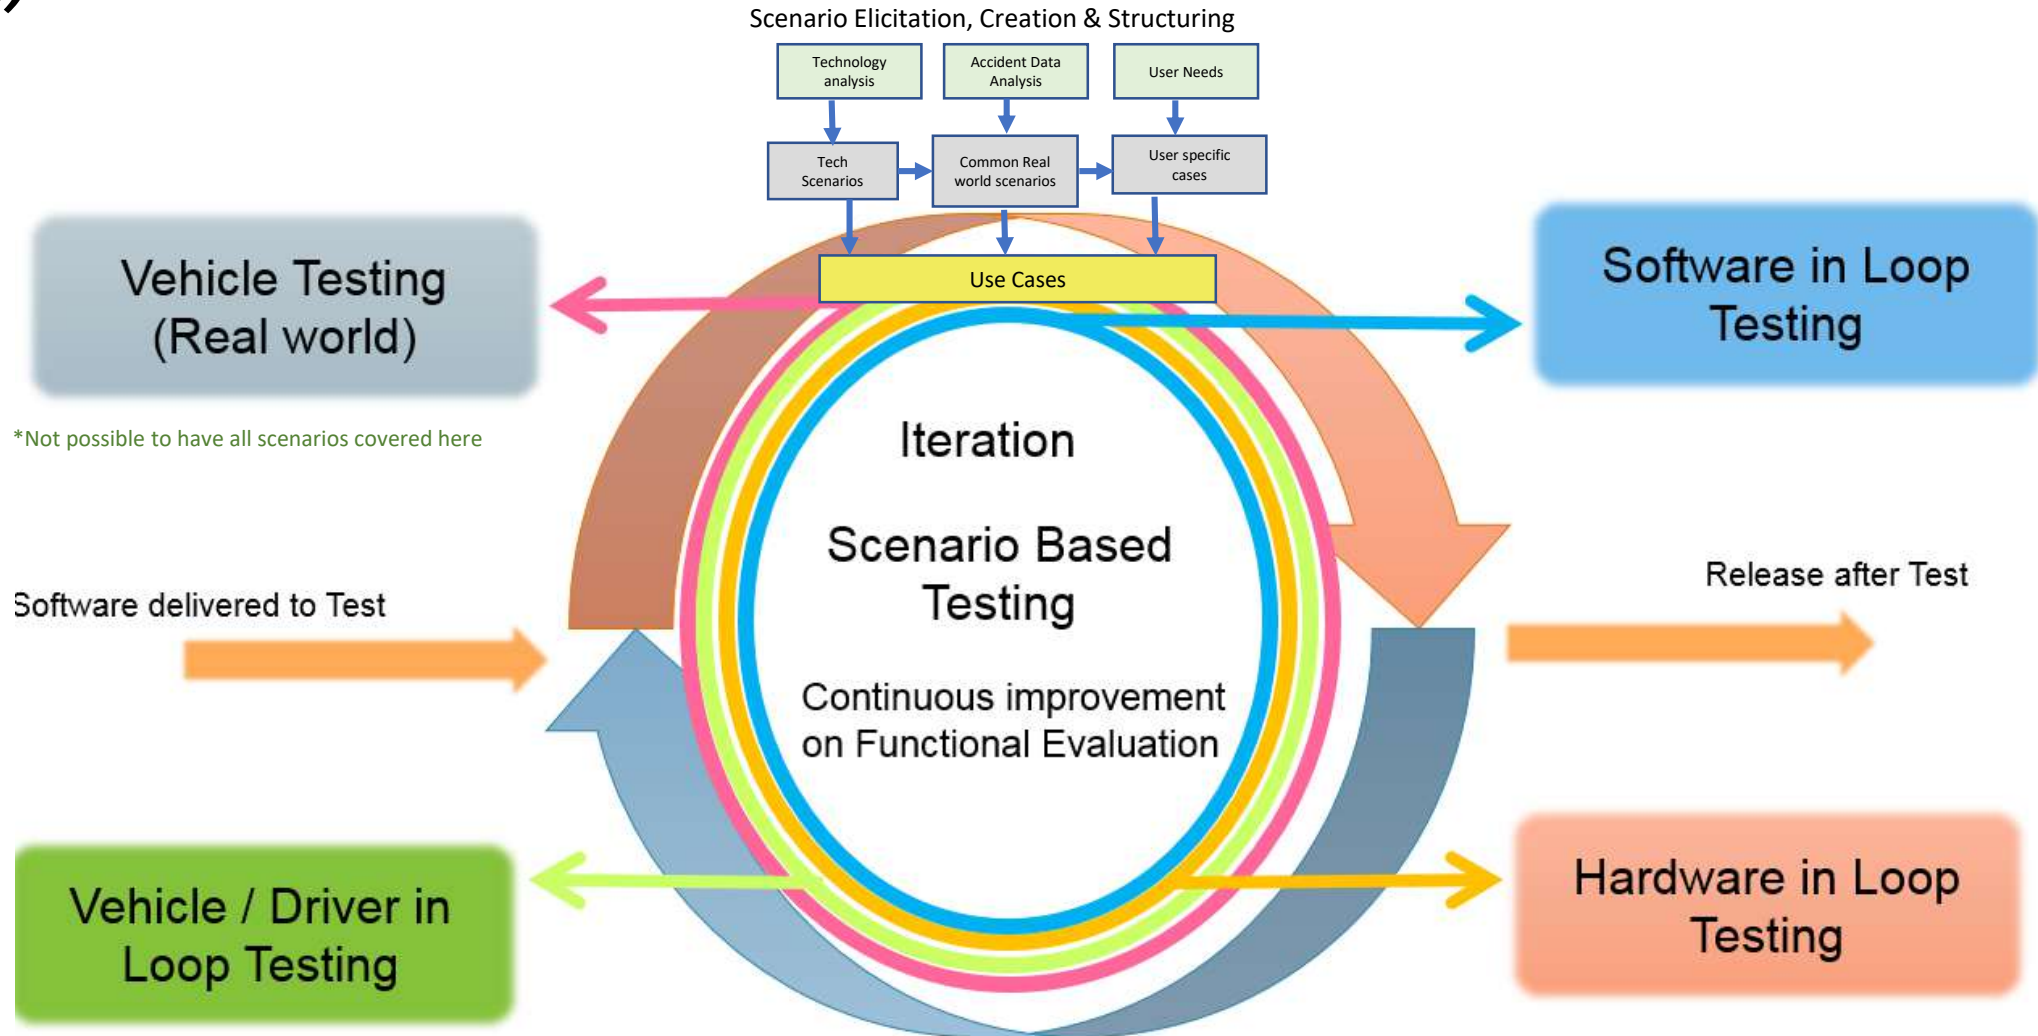 Scenario Elicitation, Creation & Structuring
Technology
analysis
Accident Data
Analysis
User Needs
Tech
Scenarios
Common Real
world scenarios
User specific
cases
Use Cases
Vehicle Testing
(Real world)
Software in Loop
Testing
*Not possible to have all scenarios covered here
Iteration
Scenario Based
Testing
Continuous improvement
on Functional Evaluation
Software delivered to Test
Release after Test
Vehicle / Driver in
Loop Testing
Hardware in Loop
Testing